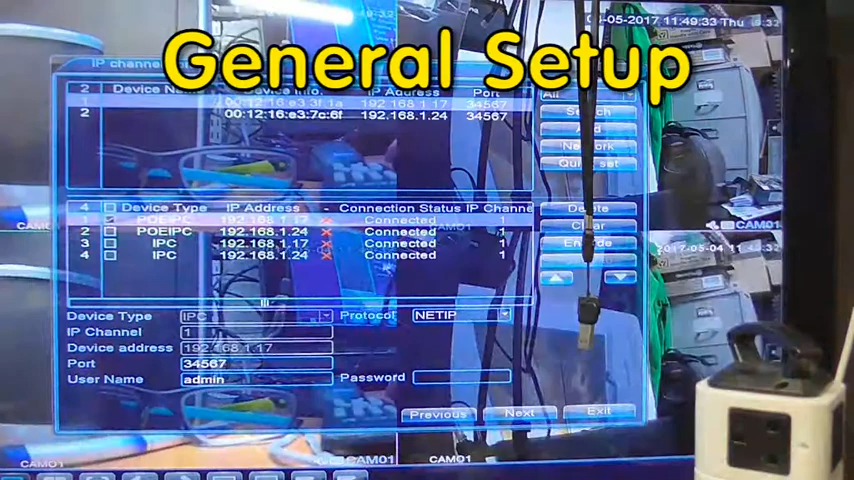 05-05-2017 11:49:33 Thu
General Setup
IP channe
2 Device Name Device Info. IP Address Port
1 00:12:16:e3:3f:1a 192.168.1.17 34567
2 00:12:16:e3:7c:6f 192.168.1.24 34567
All
Search
Add
Network
Quick set
4 Device Type IP Address - Connection Status IP Channe
1 POE-IPC 192.168.1.17 x Connected 1
2 POEIPC 192.168.1.24 x Connected 1
3 IPC 192.168.1.17 x Connected 1
4 IPC 192.168.1.24 x Connected 1
Delete
Clear
Device Type IPC Protocol NETIP
IP Channel 1
Device address 192.168.1.17
Port 34567
User Name admin Password
Previous Next Exit
CAM01
CAM01
CAM01
CAM01
CAM01